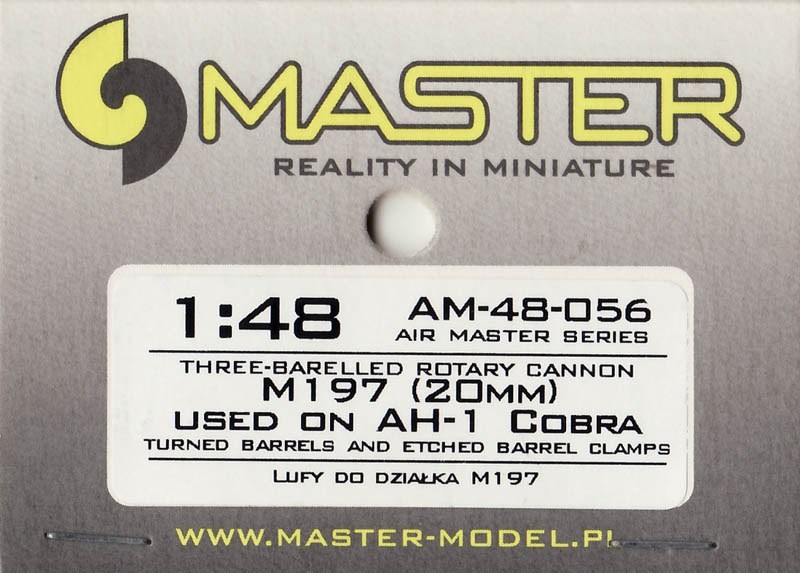 MASTER
REALITY IN MINIATURE
1:48
AM-48-056
AIR MASTER SERIES
THREE-BARELLED ROTARY CANNON
M197 (20MM)
USED ON AH-1 COBRA
TURNED BARRELS AND ETCHED BARREL CLAMPS
LUFY DO DZIAŁKA M197
WWW.MASTER-MODEL.PL